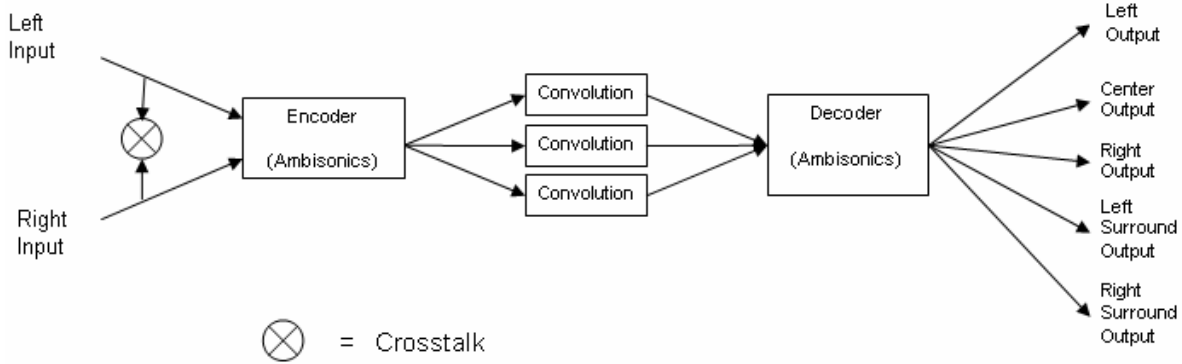 Left
Input
Right
Input
Encoder
(Ambisonics)
Convolution
Convolution
Convolution
Decoder
(Ambisonics)
Left
Output
Center
Output
Right
Output
Left
Surround
Output
Right
Surround
Output
= Crosstalk